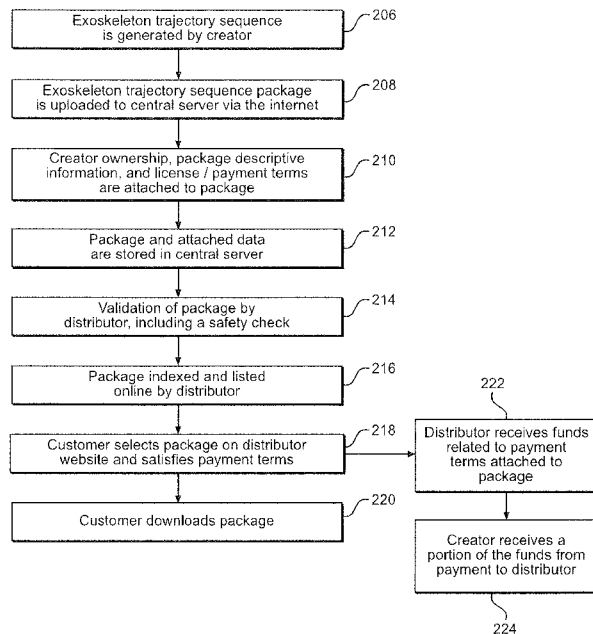 Exoskeleton trajectory sequence
is generated by creator
206
Exoskeleton trajectory sequence package
is uploaded to central server via the internet
208
Creator ownership, package descriptive
information, and license / payment terms
are attached to package
210
Package and attached data
are stored in central server
212
Validation of package by
distributor, including a safety check
214
Package indexed and listed
online by distributor
216
Customer selects package on distributor
website and satisfies payment terms
218
Customer downloads package
220
222
Distributor receives funds
related to payment
terms attached to
package
Creator receives a
portion of the funds from
payment to distributor
224